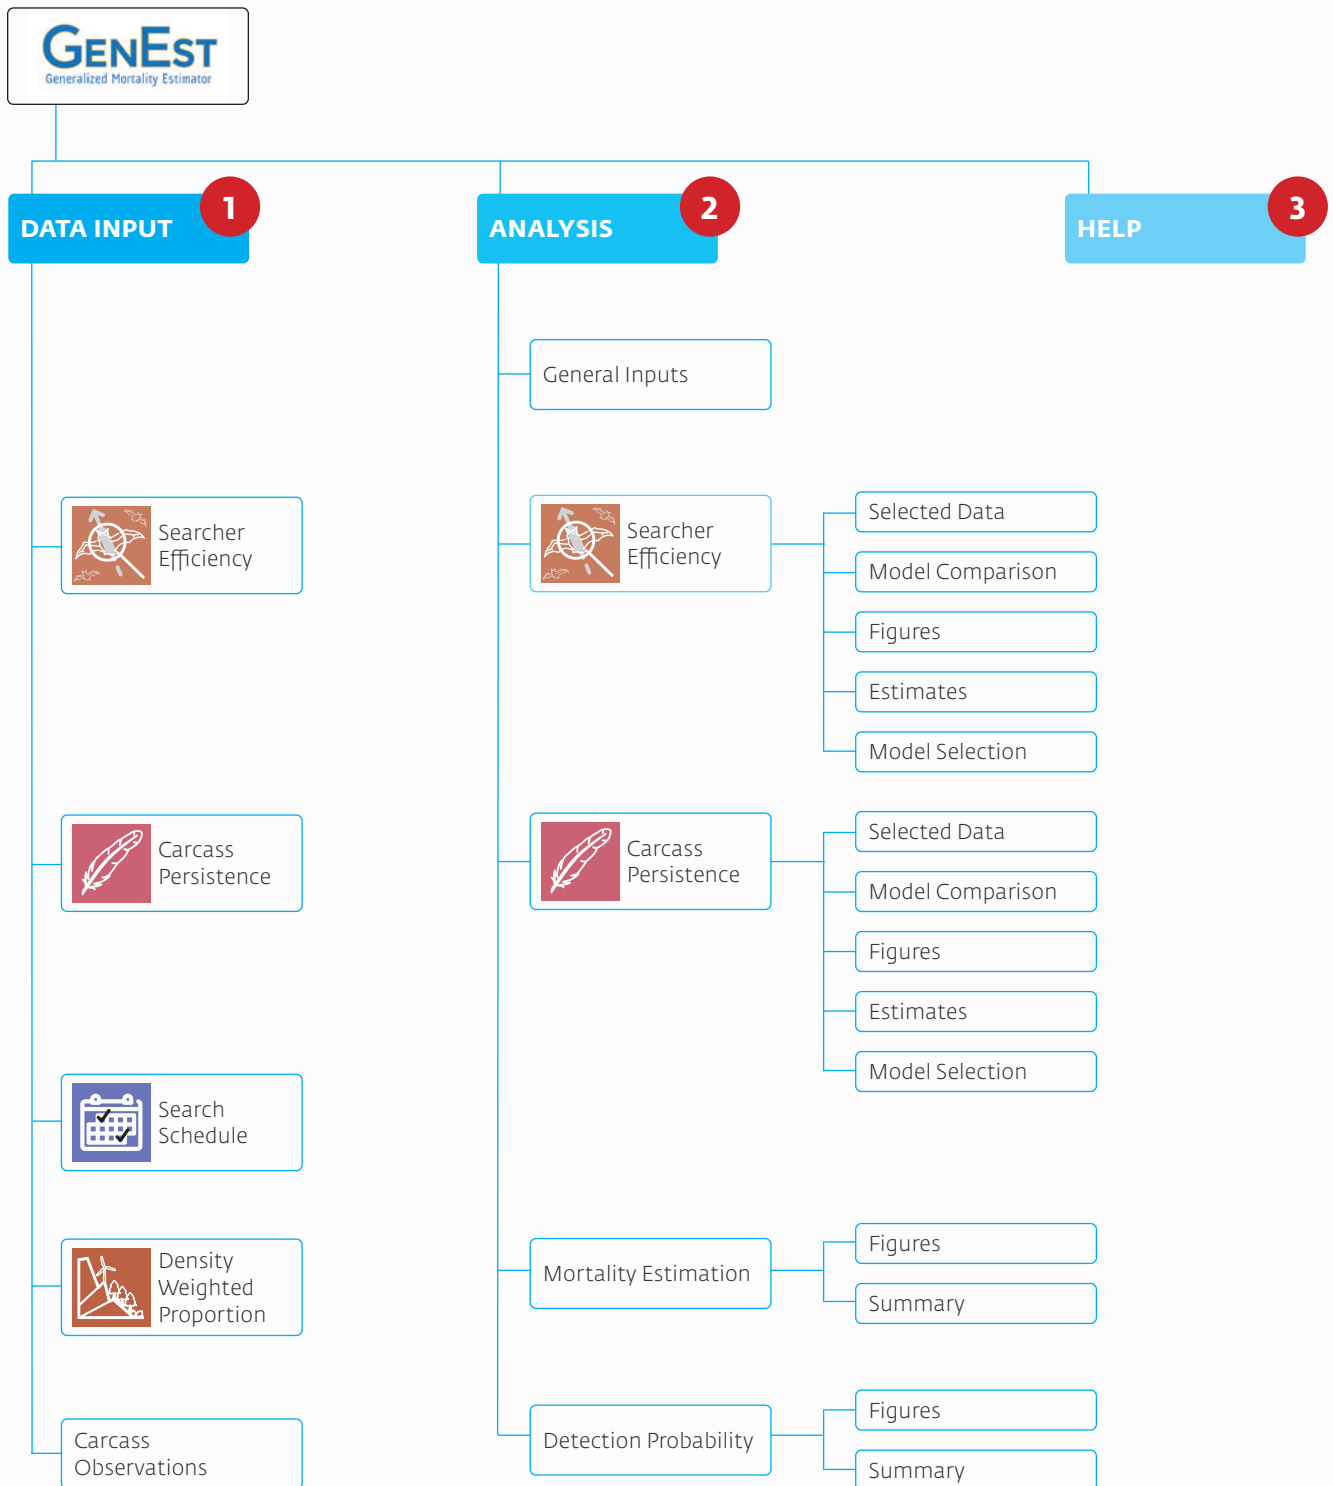 GENEST
Generalized Mortality Estimator
DATA INPUT
1
Searcher
Efficiency
Carcass
Persistence
Search
Schedule
Density
Weighted
Proportion
Carcass
Observations
ANALYSIS
2
General Inputs
Searcher
Efficiency
Selected Data
Model Comparison
Figures
Estimates
Model Selection
Carcass
Persistence
Selected Data
Model Comparison
Figures
Estimates
Model Selection
Mortality Estimation
Figures
Summary
Detection Probability
Figures
Summary
HELP
3